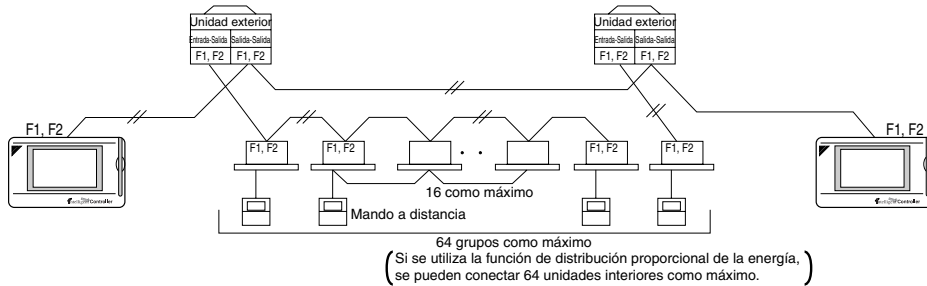 Unidad exterior
Entrada-Salida Salida-Salida
F1, F2 F1, F2
Unidad exterior
Entrada-Salida Salida-Salida
F1, F2 F1, F2
F1, F2
F1, F2
F1, F2
F1, F2
F1, F2
F1, F2
Controller
Controller
16 como máximo
Mando a distancia
64 grupos como máximo
(Si se utiliza la función de distribución proporcional de la energía,
se pueden conectar 64 unidades interiores como máximo.)